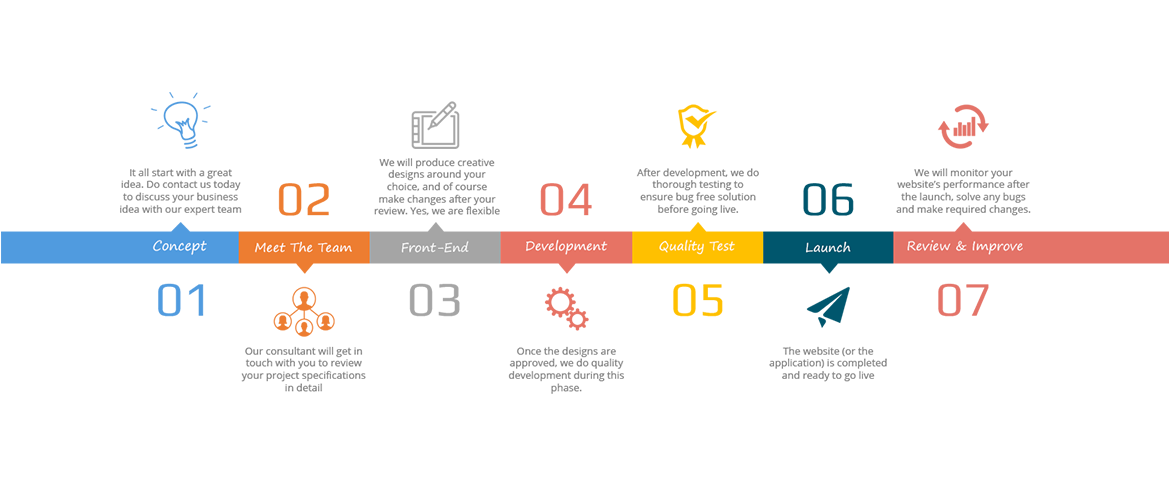 It all start with a great
idea. Do contact us today
to discuss your business
idea with our expert team
Concept
01
02
Meet The Team
Our consultant will get in
touch with you to review
your project specifications
in detail
We will produce creative
designs around your
choice, and of course
make changes after your
review. Yes, we are flexible
Front-End
03
04
Development
Once the designs are
approved, we do quality
development during this
phase.
After development, we do
thorough testing to
ensure bug free solution
before going live.
Quality Test
05
06
Launch
The website (or the
application) is completed
and ready to go live
We will monitor your
website's performance after
the launch, solve any bugs
and make required changes.
Review & Improve
07